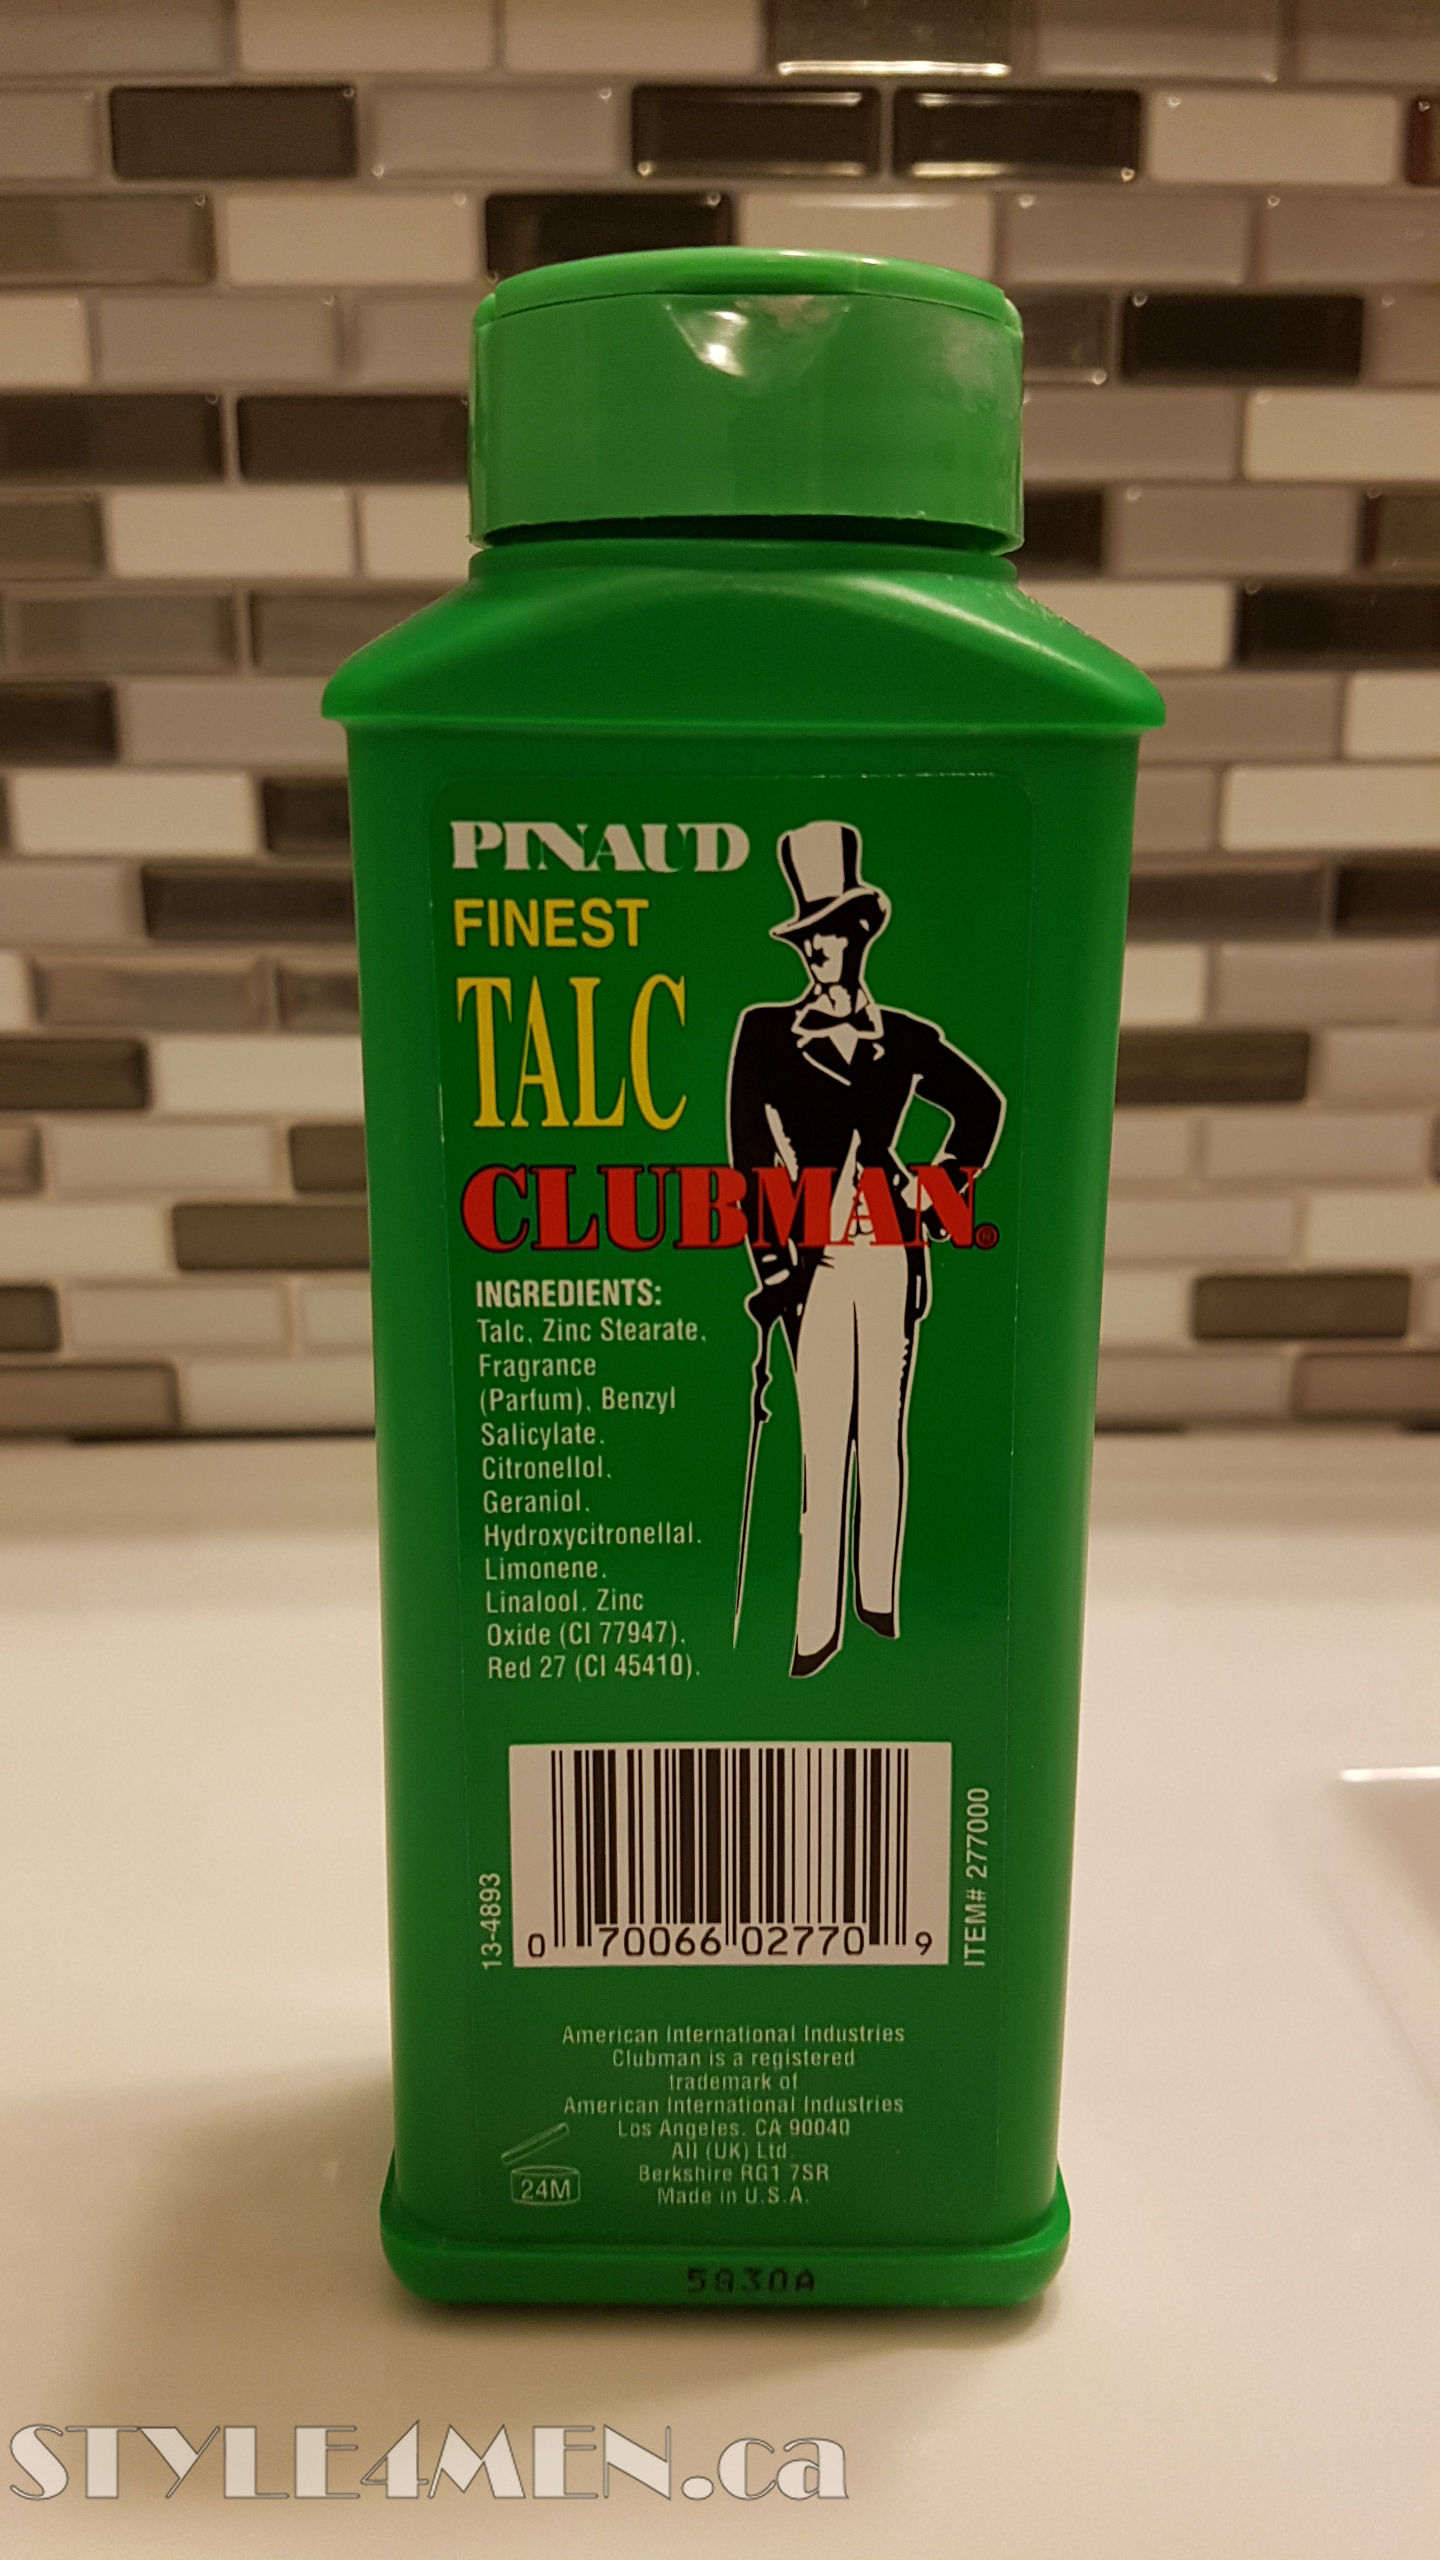 PINAUD
FINEST
TALC
CLUBMAN®
INGREDIENTS:
Talc, Zinc Stearate,
Fragrance
(Parfum), Benzyl
Salicylate,
Citronellol,
Geraniol,
Hydroxycitronellal,
Limonene,
Linalool, Zinc
Oxide (CI 77947),
Red 27 (CI 45410).
13-4893
0 70066 02770 9
ITEM# 277000
American International Industries
Clubman is a registered
trademark of
American International Industries
Los Angeles, CA 90040
AII (UK) Ltd.
Berkshire RG1 7SR
Made in U.S.A.
24M
STYLE4MEN.ca